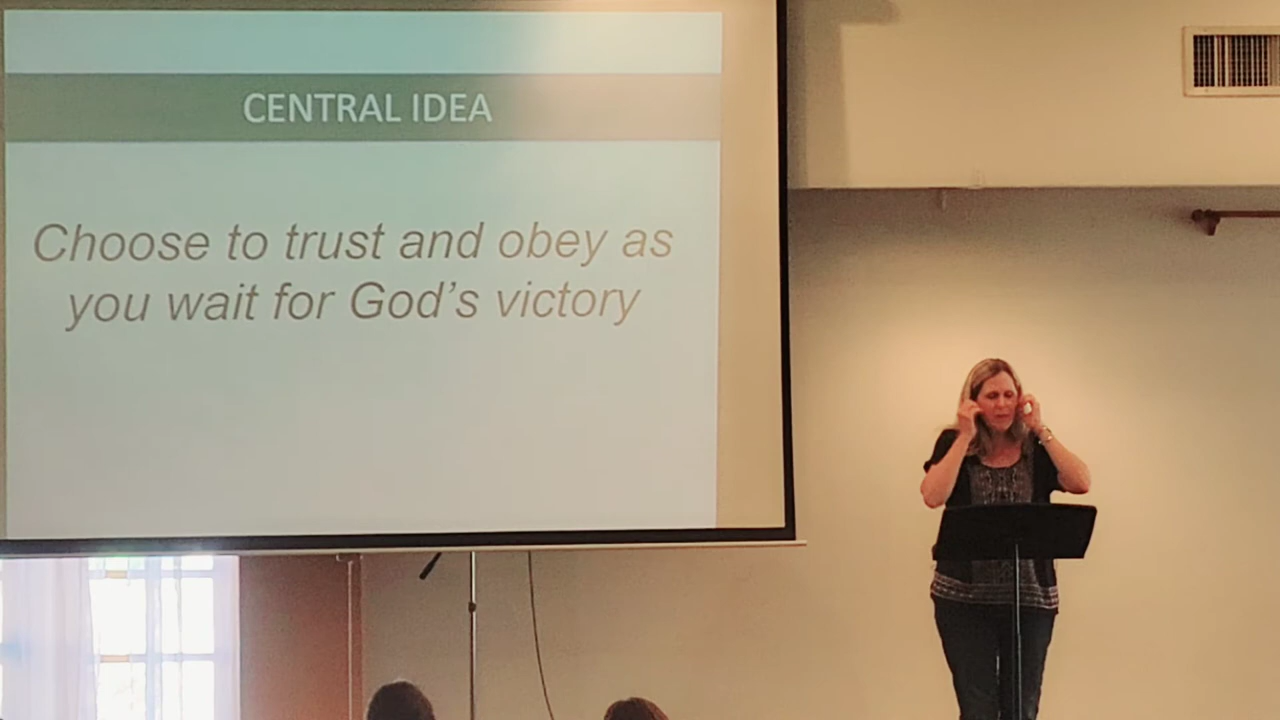 CENTRAL IDEA
Choose to trust and obey as
you wait for God’s victory